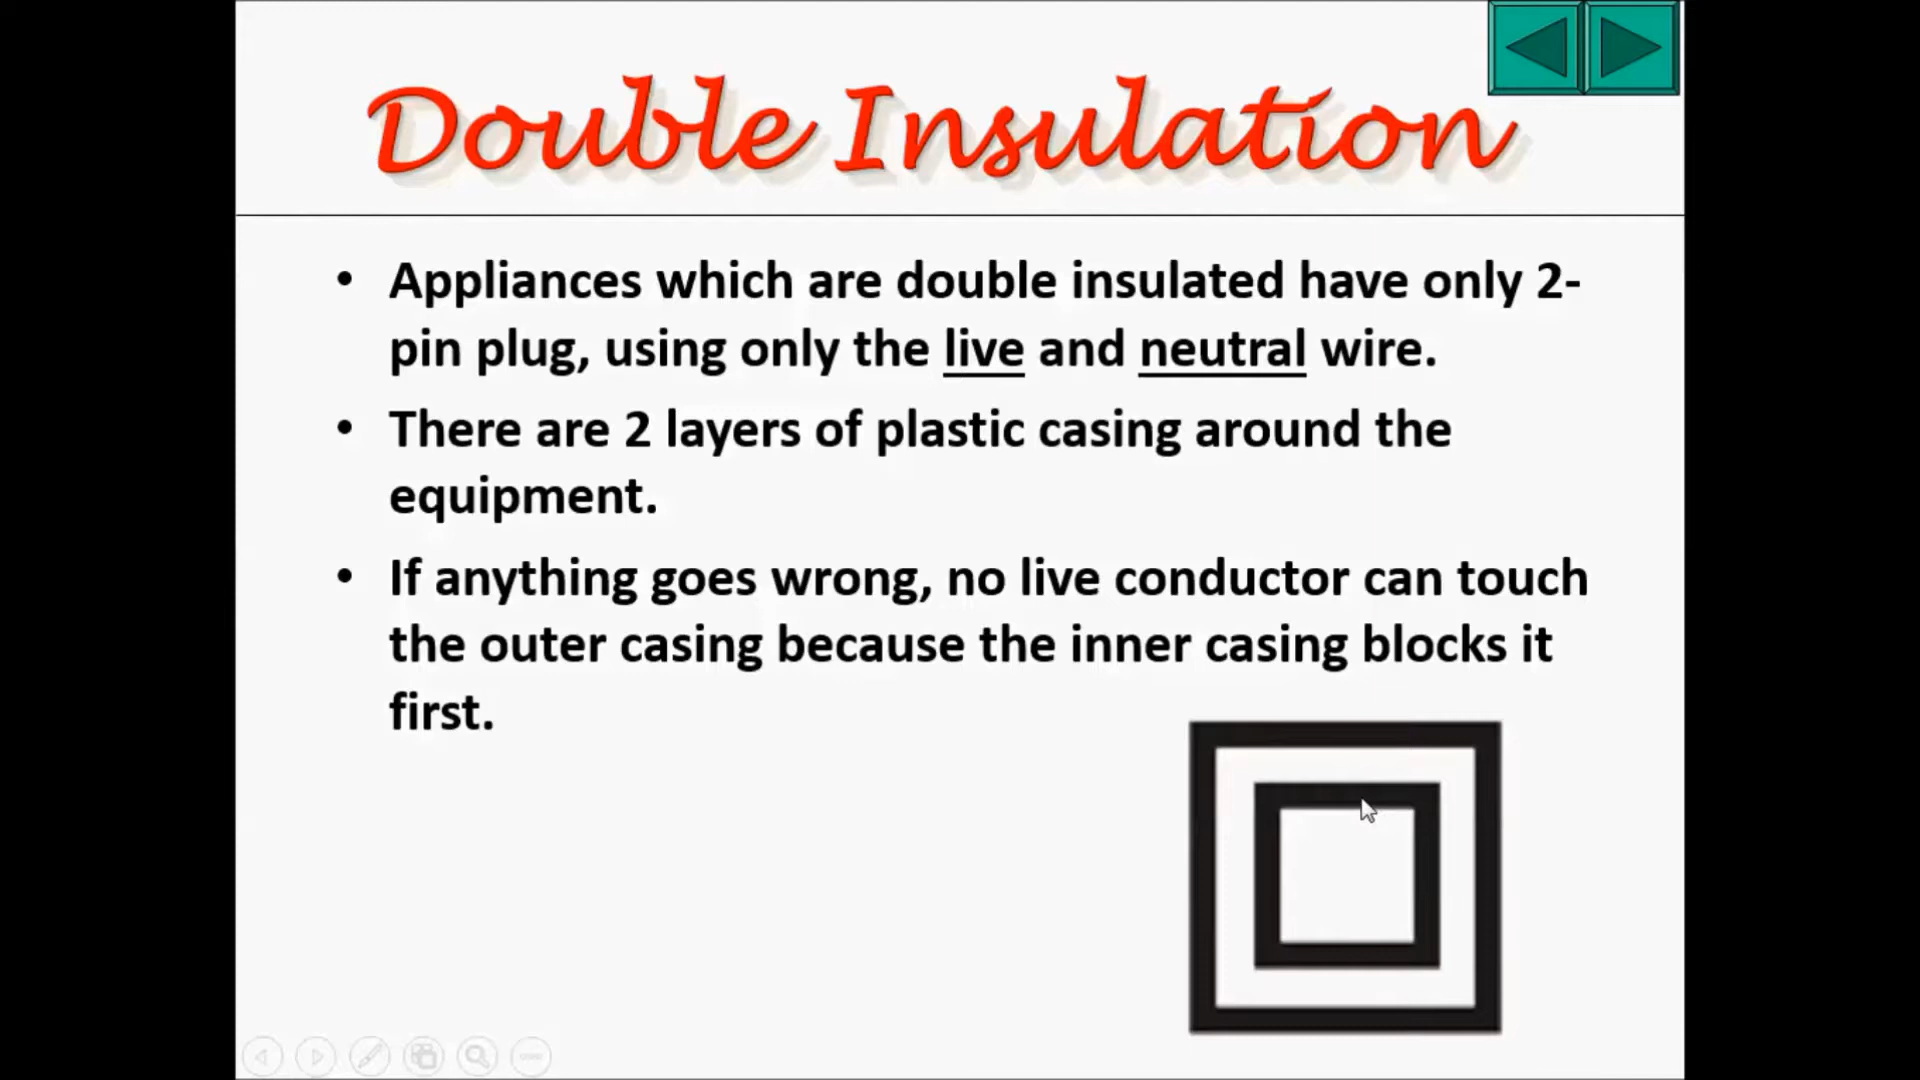 Double Insulation
• Appliances which are double insulated have only 2-
pin plug, using only the live and neutral wire.
• There are 2 layers of plastic casing around the
equipment.
• If anything goes wrong, no live conductor can touch
the outer casing because the inner casing blocks it
first.